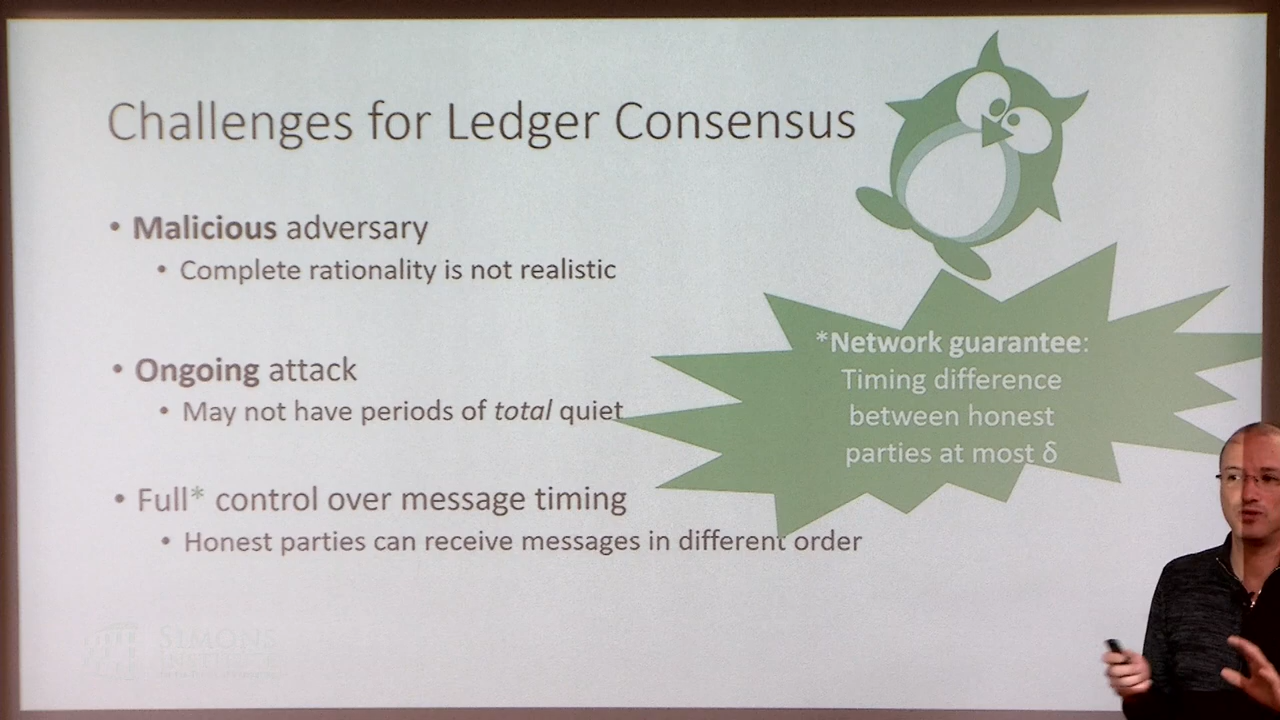 Challenges for Ledger Consensus
• Malicious adversary
• Complete rationality is not realistic
• Ongoing attack
• May not have periods of total quiet
• Full* control over message timing
• Honest parties can receive messages in different order
*Network guarantee:
Timing difference
between honest
parties at most δ
SIMONS
INSTITUTE